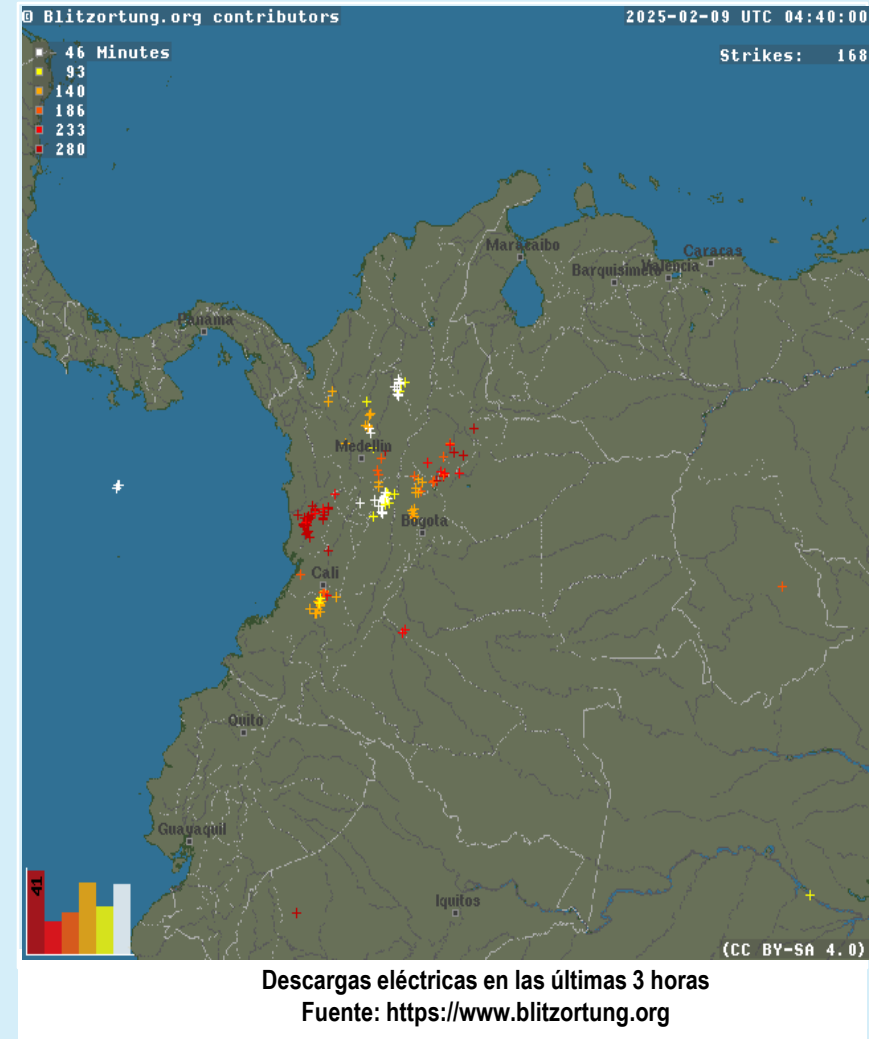 © Blitzortung.org contributors
2025-02-09 UTC 04:40:00
46 Minutes
Strikes: 168
93
140
186
233
280
Maracaibo
Caracas
Barquisimeto
Valencia
Panama
Medellin
Bogota
Cali
Quito
Guayaquil
41
Iquitos
(CC BY-SA 4.0)
Descargas eléctricas en las últimas 3 horas
Fuente: https://www.blitzortung.org